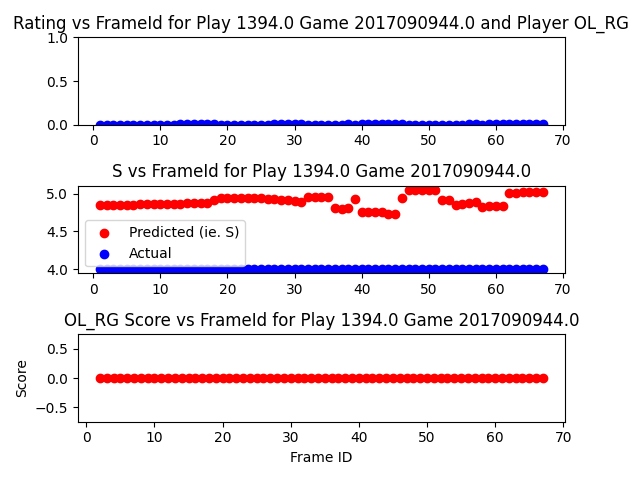 Rating vs FrameId for Play 1394.0 Game 2017090944.0 and Player OL_RG
1.0
0.5
0.0
0 10 20 30 40 50 60 70
S vs FrameId for Play 1394.0 Game 2017090944.0
5.0
4.5
4.0
Predicted (ie. S)
Actual
0 10 20 30 40 50 60 70
OL_RG Score vs FrameId for Play 1394.0 Game 2017090944.0
Score
0.5
0.0
−0.5
0 10 20 30 40 50 60 70
Frame ID